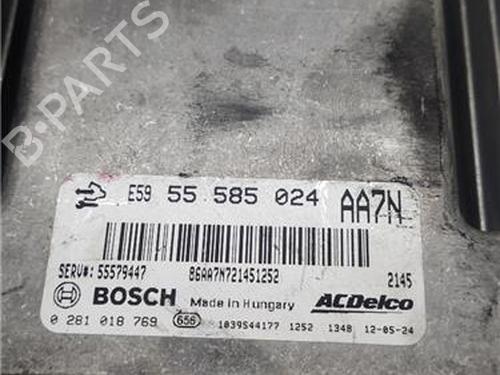 B-PARTS
E59 55 585 024 AA7N
SERV#: 55579447 86AA7N721451252 2145
BOSCH Made in Hungary ACDelco
0 281 018 769 656 1039S44177 1252 1348 12-05-24